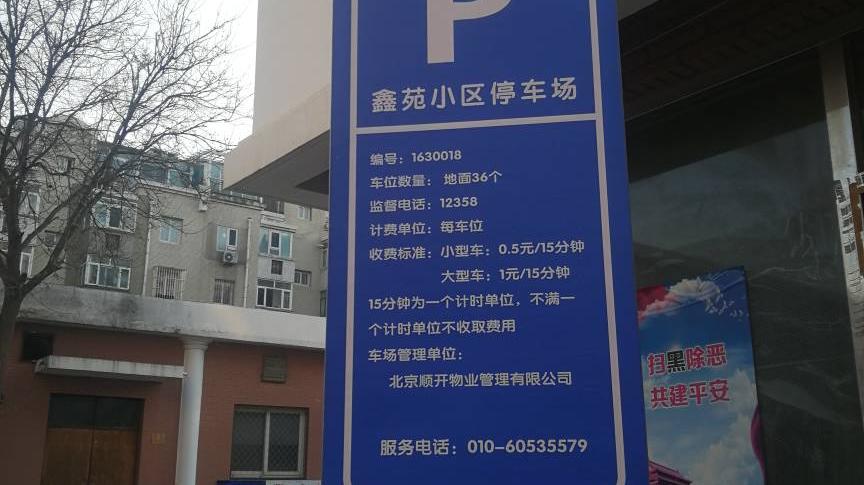 P
鑫苑小区停车场
编号：1630018
车位数量： 地面36个
监督电话：12358
计费单位：每车位
收费标准：小型车：0.5元/15分钟
大型车：1元/15分钟
15分钟为一个计时单位，不满一
个计时单位不收取费用
车场管理单位：
北京顺开物业管理有限公司
服务电话：010-60535579
扫黑除恶
共建平安